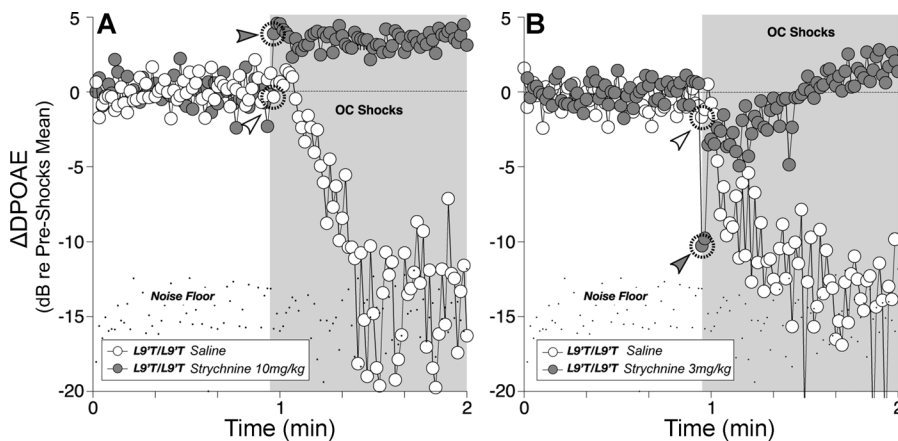 A
B
5
0
-5
-10
-15
-20
ΔDPOAE
(dB re Pre-Shocks Mean)
OC Shocks
Noise Floor
L9'T/L9'T Saline
L9'T/L9'T Strychnine 10mg/kg
0
1
2
Time (min)
5
0
-5
-10
-15
-20
OC Shocks
Noise Floor
L9'T/L9'T Saline
L9'T/L9'T Strychnine 3mg/kg
0
1
2
Time (min)